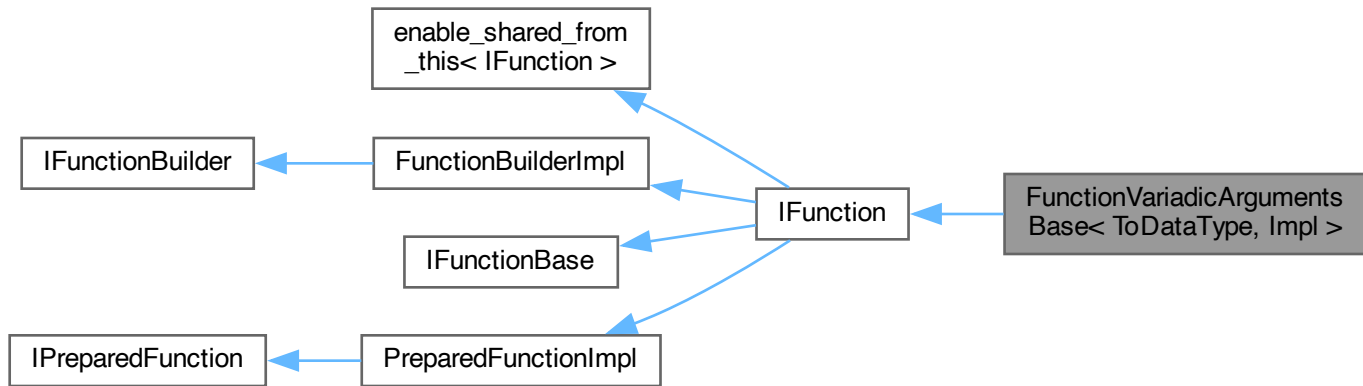 enable_shared_from
_this< IFunction >
IFunctionBuilder
FunctionBuilderImpl
IFunction
FunctionVariadicArguments
Base< ToDataType, Impl >
IFunctionBase
IPreparedFunction
PreparedFunctionImpl